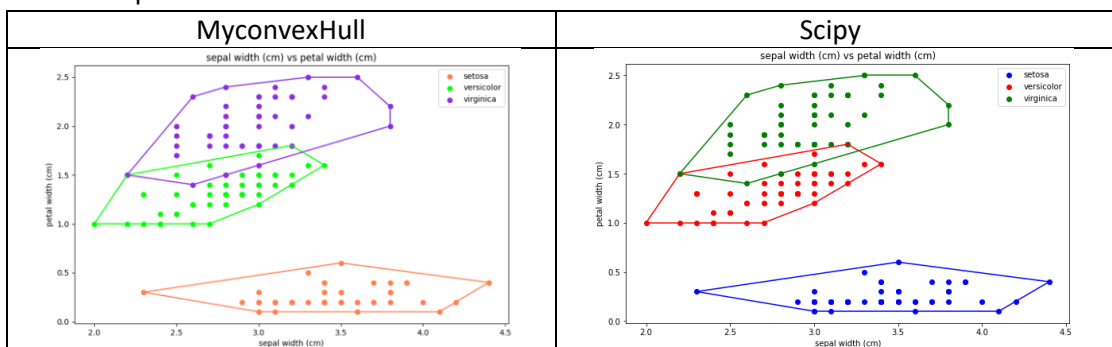 MyconvexHull
Scipy
sepal width (cm) vs petal width (cm)
setosa
versicolor
virginica
petal width (cm)
2.5
2.0
1.5
1.0
0.5
0.0
2.0
2.5
3.0
3.5
4.0
4.5
sepal width (cm)
sepal width (cm) vs petal width (cm)
setosa
versicolor
virginica
petal width (cm)
2.5
2.0
1.5
1.0
0.5
0.0
2.0
2.5
3.0
3.5
4.0
4.5
sepal width (cm)